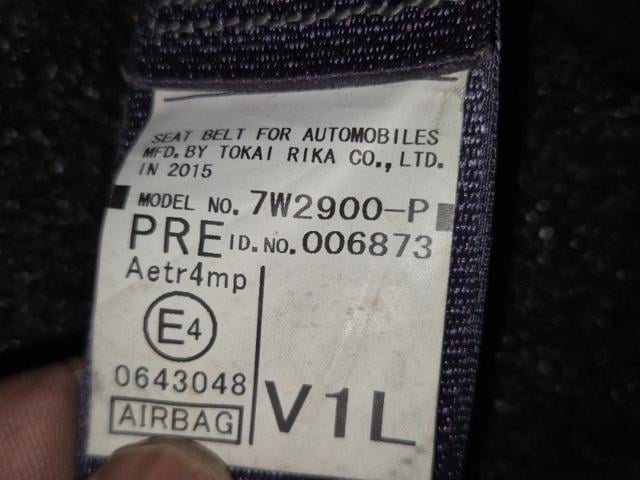 SEAT BELT FOR AUTOMOBILES
MFD. BY TOKAI RIKA CO., LTD.
IN 2015
MODEL NO. 7W2900-P
PRE ID. NO. 006873
Aetr4mp
E4
0643048
AIRBAG
V1L